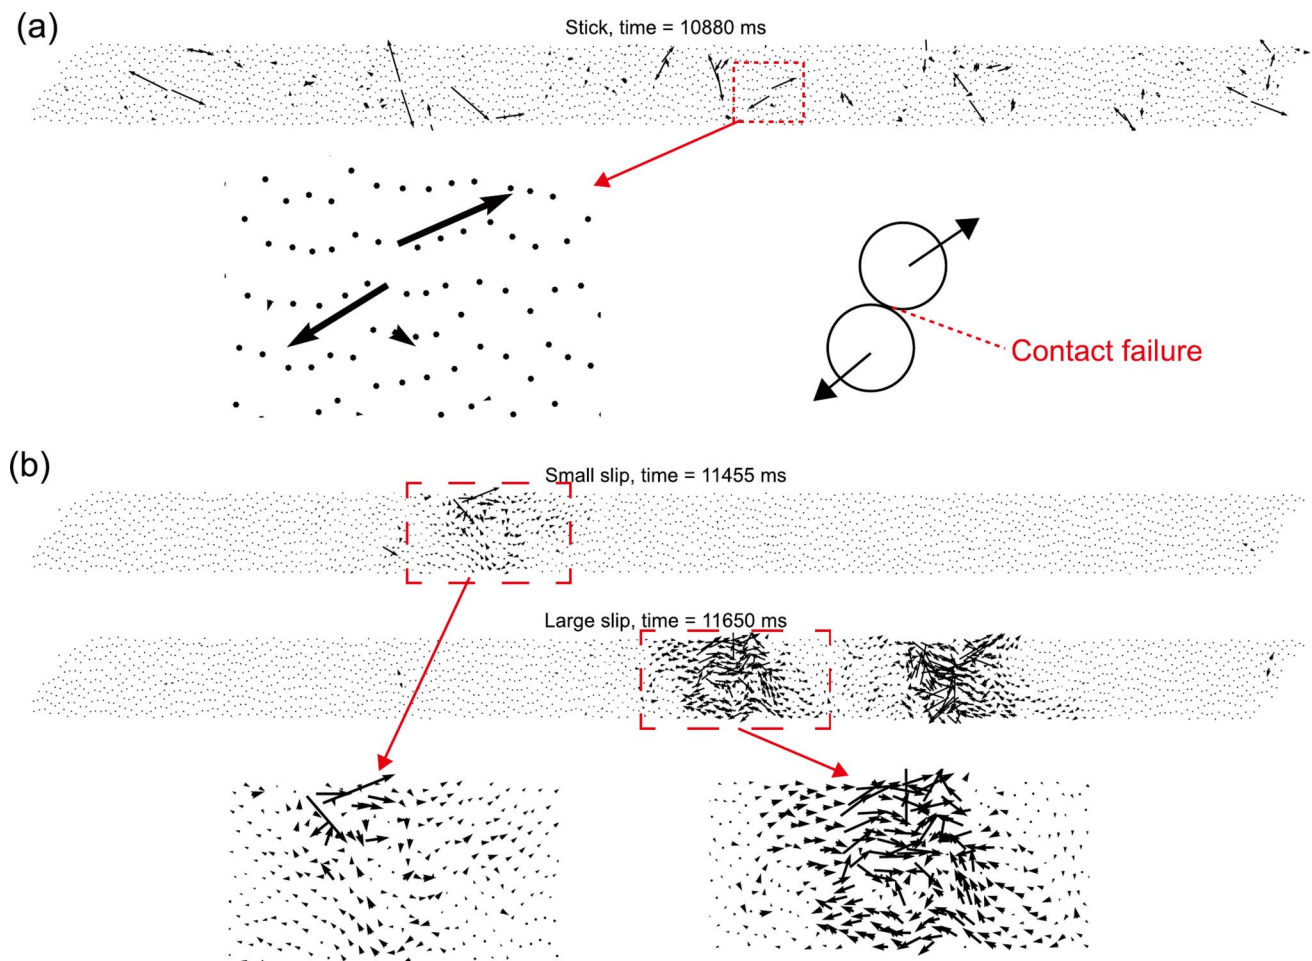 (a)
Stick, time = 10880 ms
Contact failure
(b)
Small slip, time = 11455 ms
Large slip, time = 11650 ms